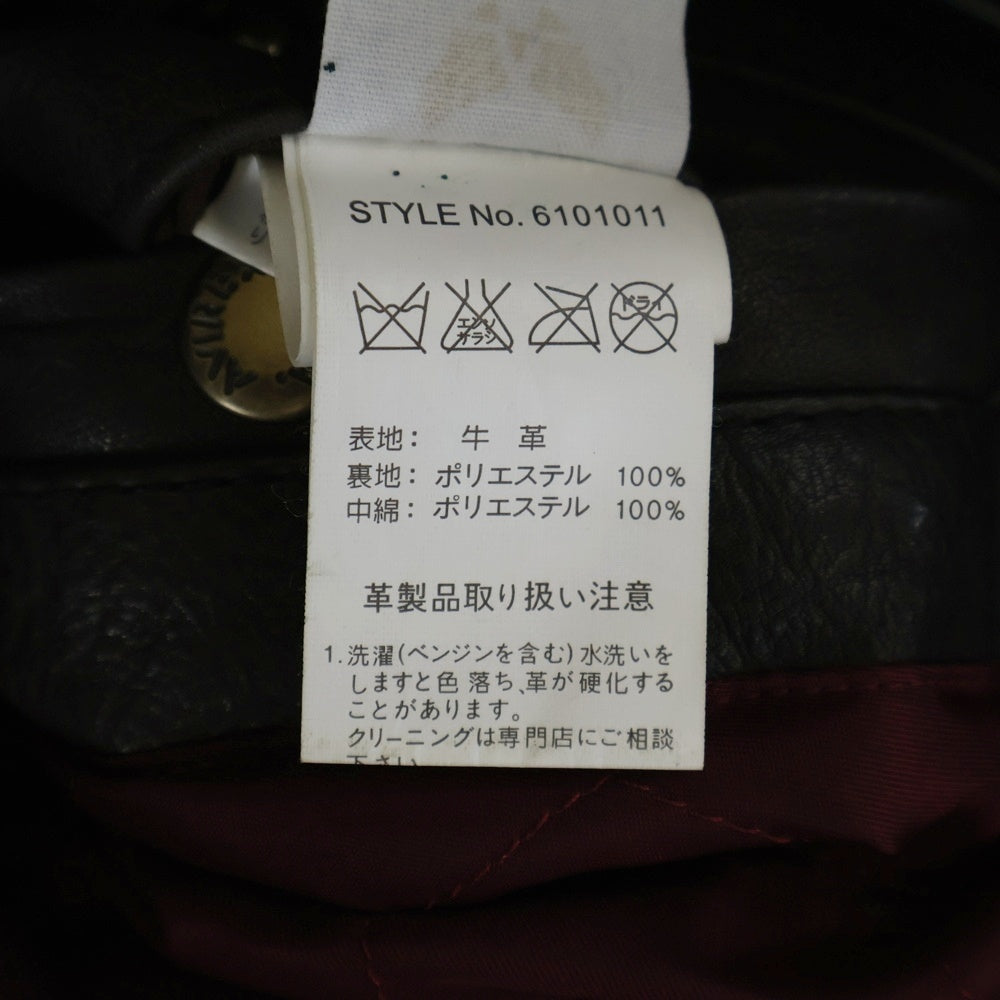 STYLE No. 6101011
エンソ
サラシ
ドライ
表地： 牛 革
裏地： ポリエステル 100%
中綿： ポリエステル 100%
革製品取り扱い注意
1. 洗濯(ベンジンを含む)水洗いを
しますと色 落ち、革が硬化する
ことがあります。
クリーニングは専門店にご相談
下さい